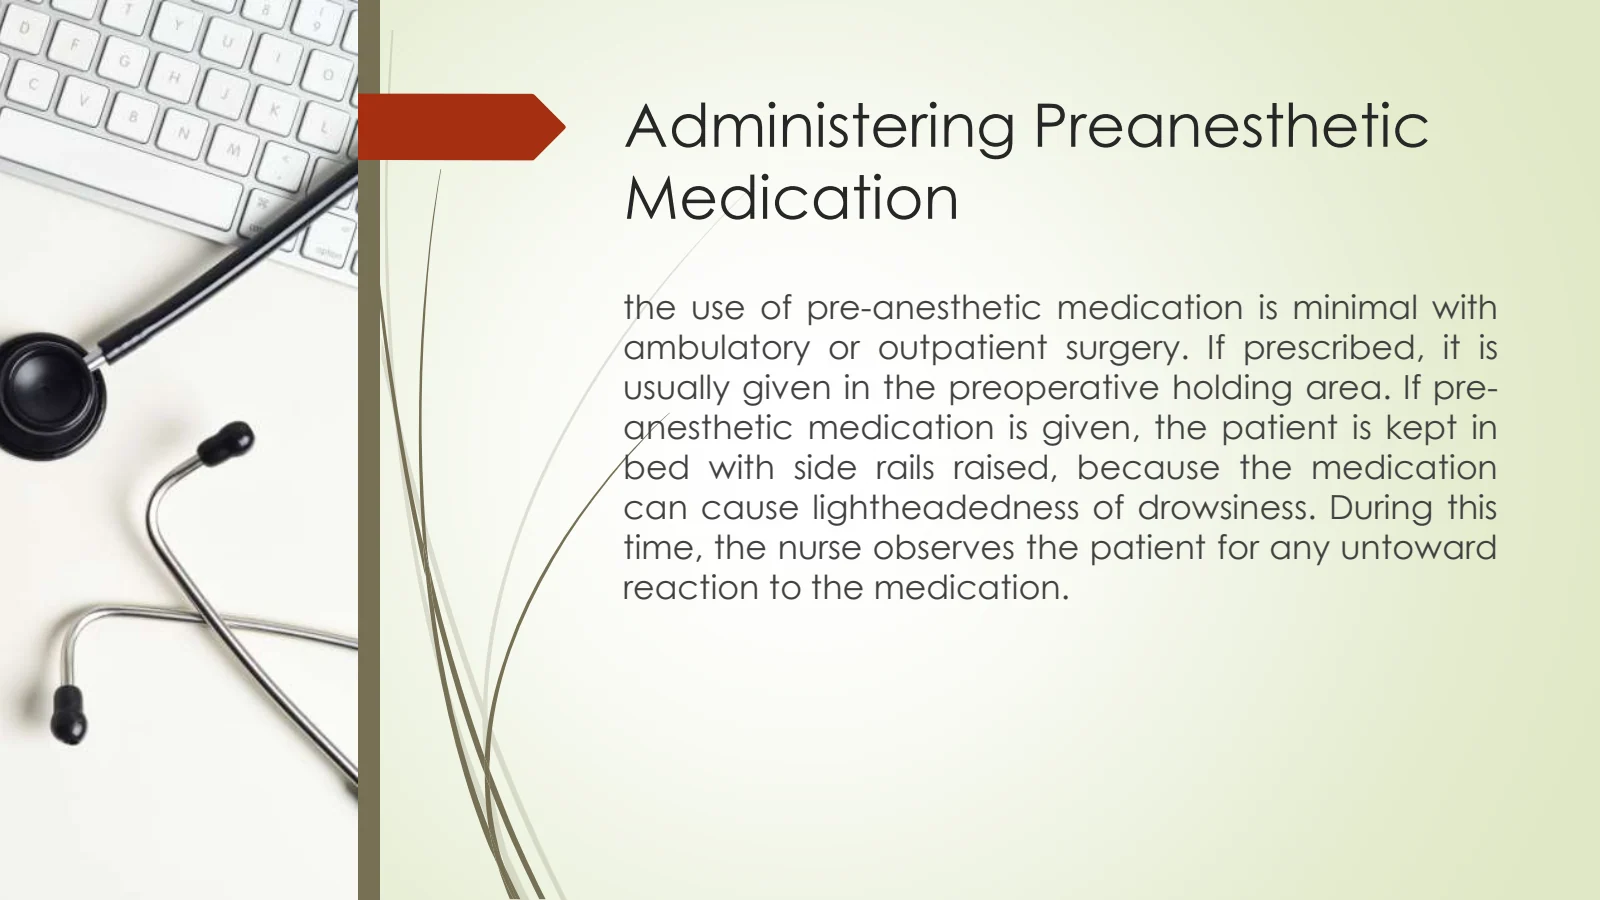 Administering Preanesthetic
Medication
the use of pre-anesthetic medication is minimal with
ambulatory or outpatient surgery. If prescribed, it is
usually given in the preoperative holding area. If pre-
anesthetic medication is given, the patient is kept in
bed with side rails raised, because the medication
can cause lightheadedness of drowsiness. During this
time, the nurse observes the patient for any untoward
reaction to the medication.